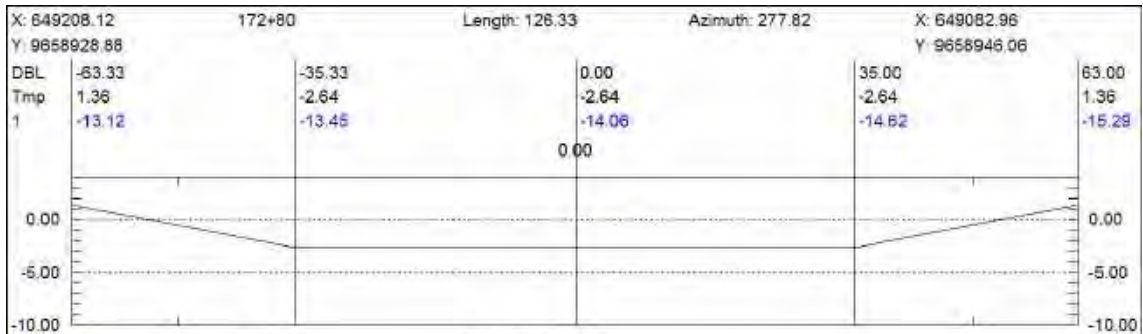 X: 649208.12 172+80 Length: 126.33 Azimuth: 277.82 X: 649082.96
Y: 9658928.88 Y: 9658946.06
DBL -63.33 -35.33 0.00 35.00 63.00
Tmp 1.36 -2.64 -2.64 -2.64 1.36
1 -13.12 -13.45 -14.06 -14.62 -15.29
0.00
0.00 0.00
-5.00 -5.00
-10.00 -10.00